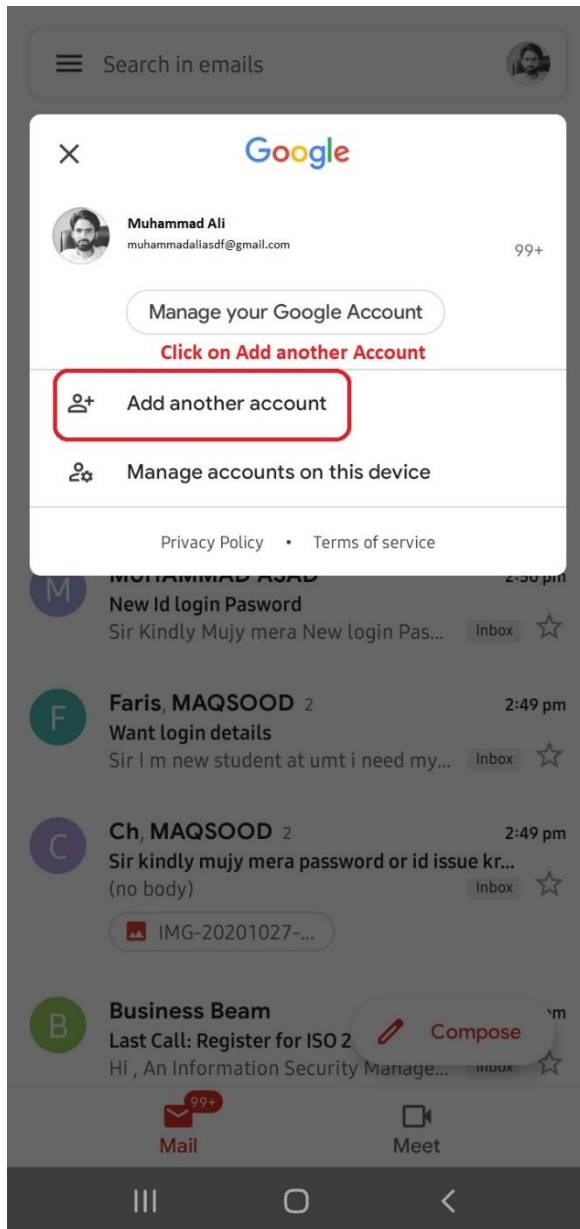 Search in emails
Google
Muhammad Ali
muhammadaliasdf@gmail.com
99+
Manage your Google Account
Click on Add another Account
Add another account
Manage accounts on this device
Privacy Policy • Terms of service
M
MUHAMMAD ASAD 2:50 pm
New Id login Pasword
Sir Kindly Mujy mera New login Pas... Inbox
F
Faris, MAQSOOD 2 2:49 pm
Want login details
Sir I m new student at umt i need my... Inbox
C
Ch, MAQSOOD 2 2:49 pm
Sir kindly mujy mera password or id issue kr...
(no body) Inbox
IMG-20201027-...
B
Business Beam pm
Last Call: Register for ISO 2
Compose
Hi , An Information Security Manage... Inbox
99+
Mail Meet